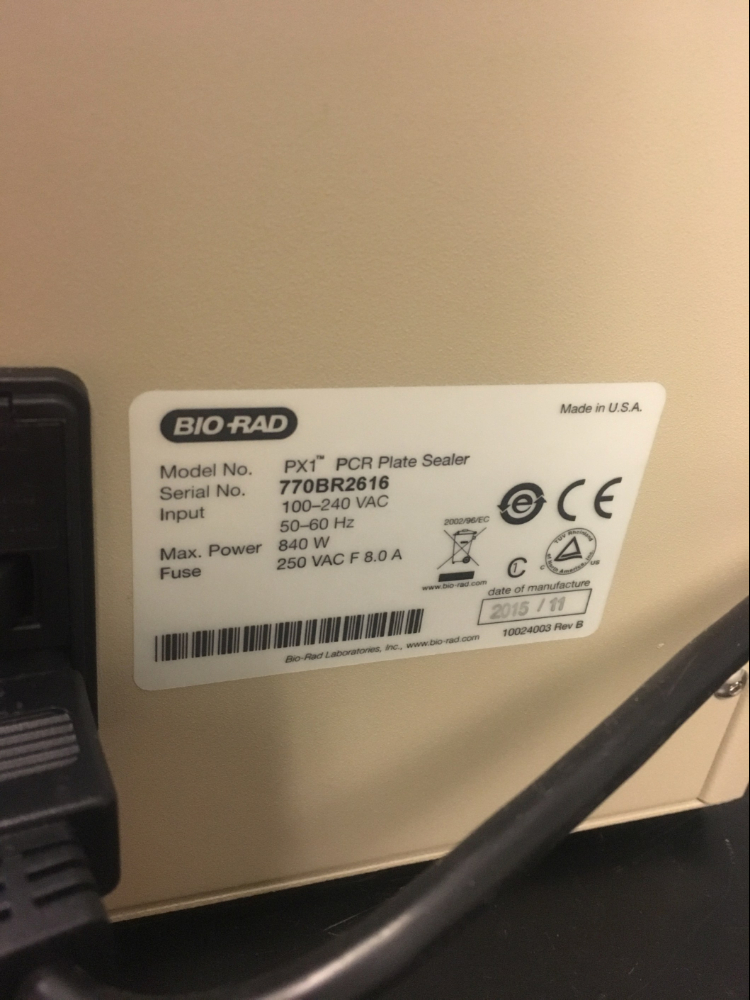 BIO-RAD
Made in U.S.A.
Model No. PX1™ PCR Plate Sealer
Serial No. 770BR2616
Input 100–240 VAC
50–60 Hz
Max. Power 840 W
Fuse 250 VAC F 8.0 A
2002/96/EC
www.bio-rad.com
e
CE
C
US
date of manufacture
2015 / 11
10024003 Rev B
Bio-Rad Laboratories, Inc., www.bio-rad.com